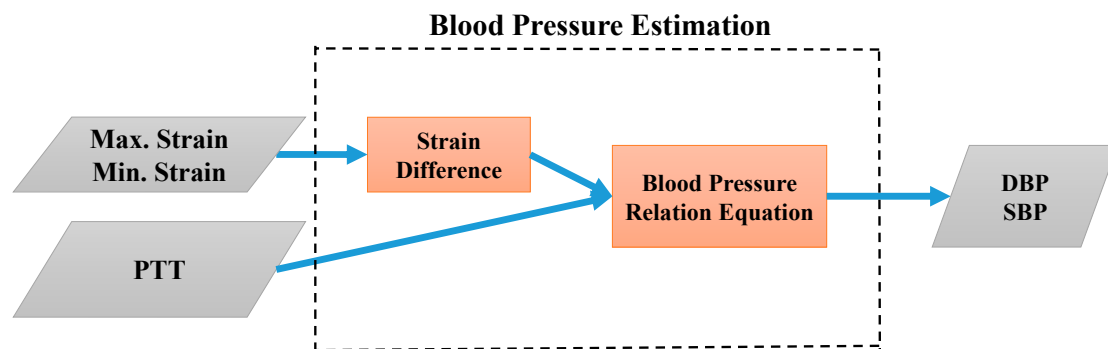 Blood Pressure Estimation
Max. Strain
Min. Strain
Strain
Difference
Blood Pressure
Relation Equation
DBP
SBP
PTT